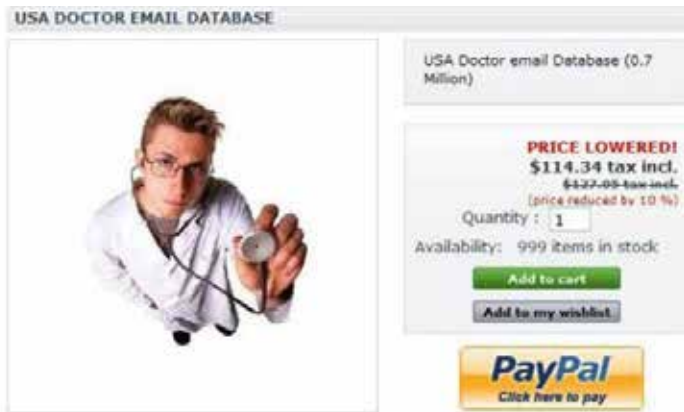 USA DOCTOR EMAIL DATABASE
USA Doctor email Database (0.7
Million)
PRICE LOWERED!
$114.34 tax incl.
$127.05 tax incl.
(price reduced by 10 %)
Quantity : 1
Availability: 999 items in stock
Add to cart
Add to my wishlist
PayPal
Click here to pay